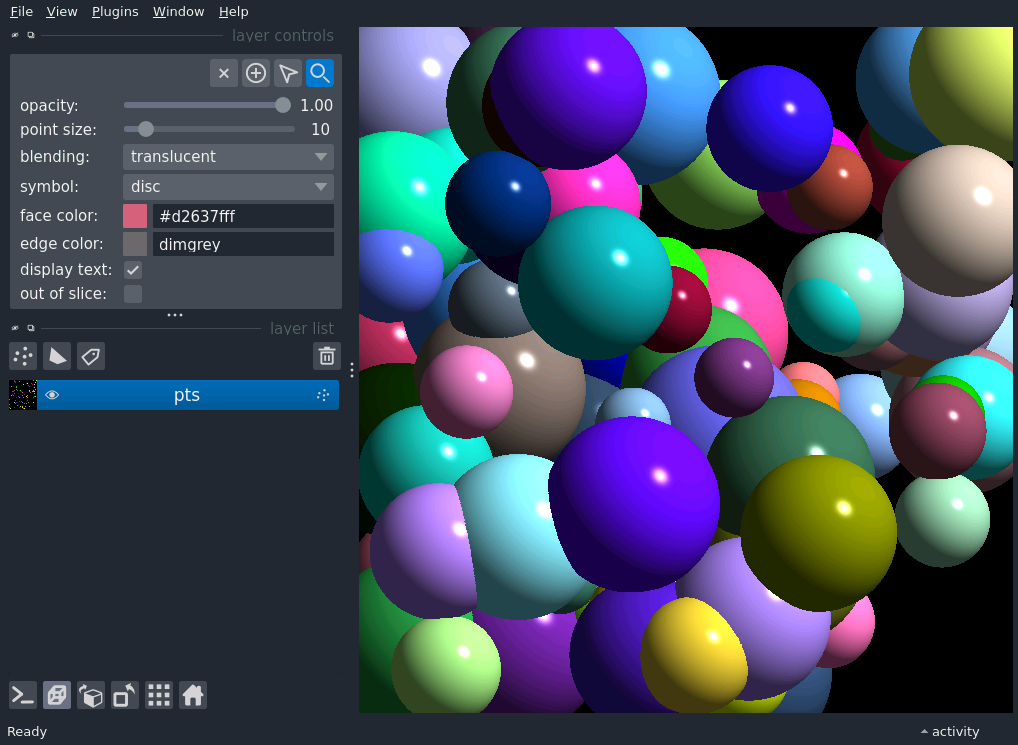 File View Plugins Window Help
layer controls
opacity: 1.00
point size: 10
blending: translucent
symbol: disc
face color: #d2637fff
edge color: dimgrey
display text:
out of slice:
layer list
pts
Ready activity